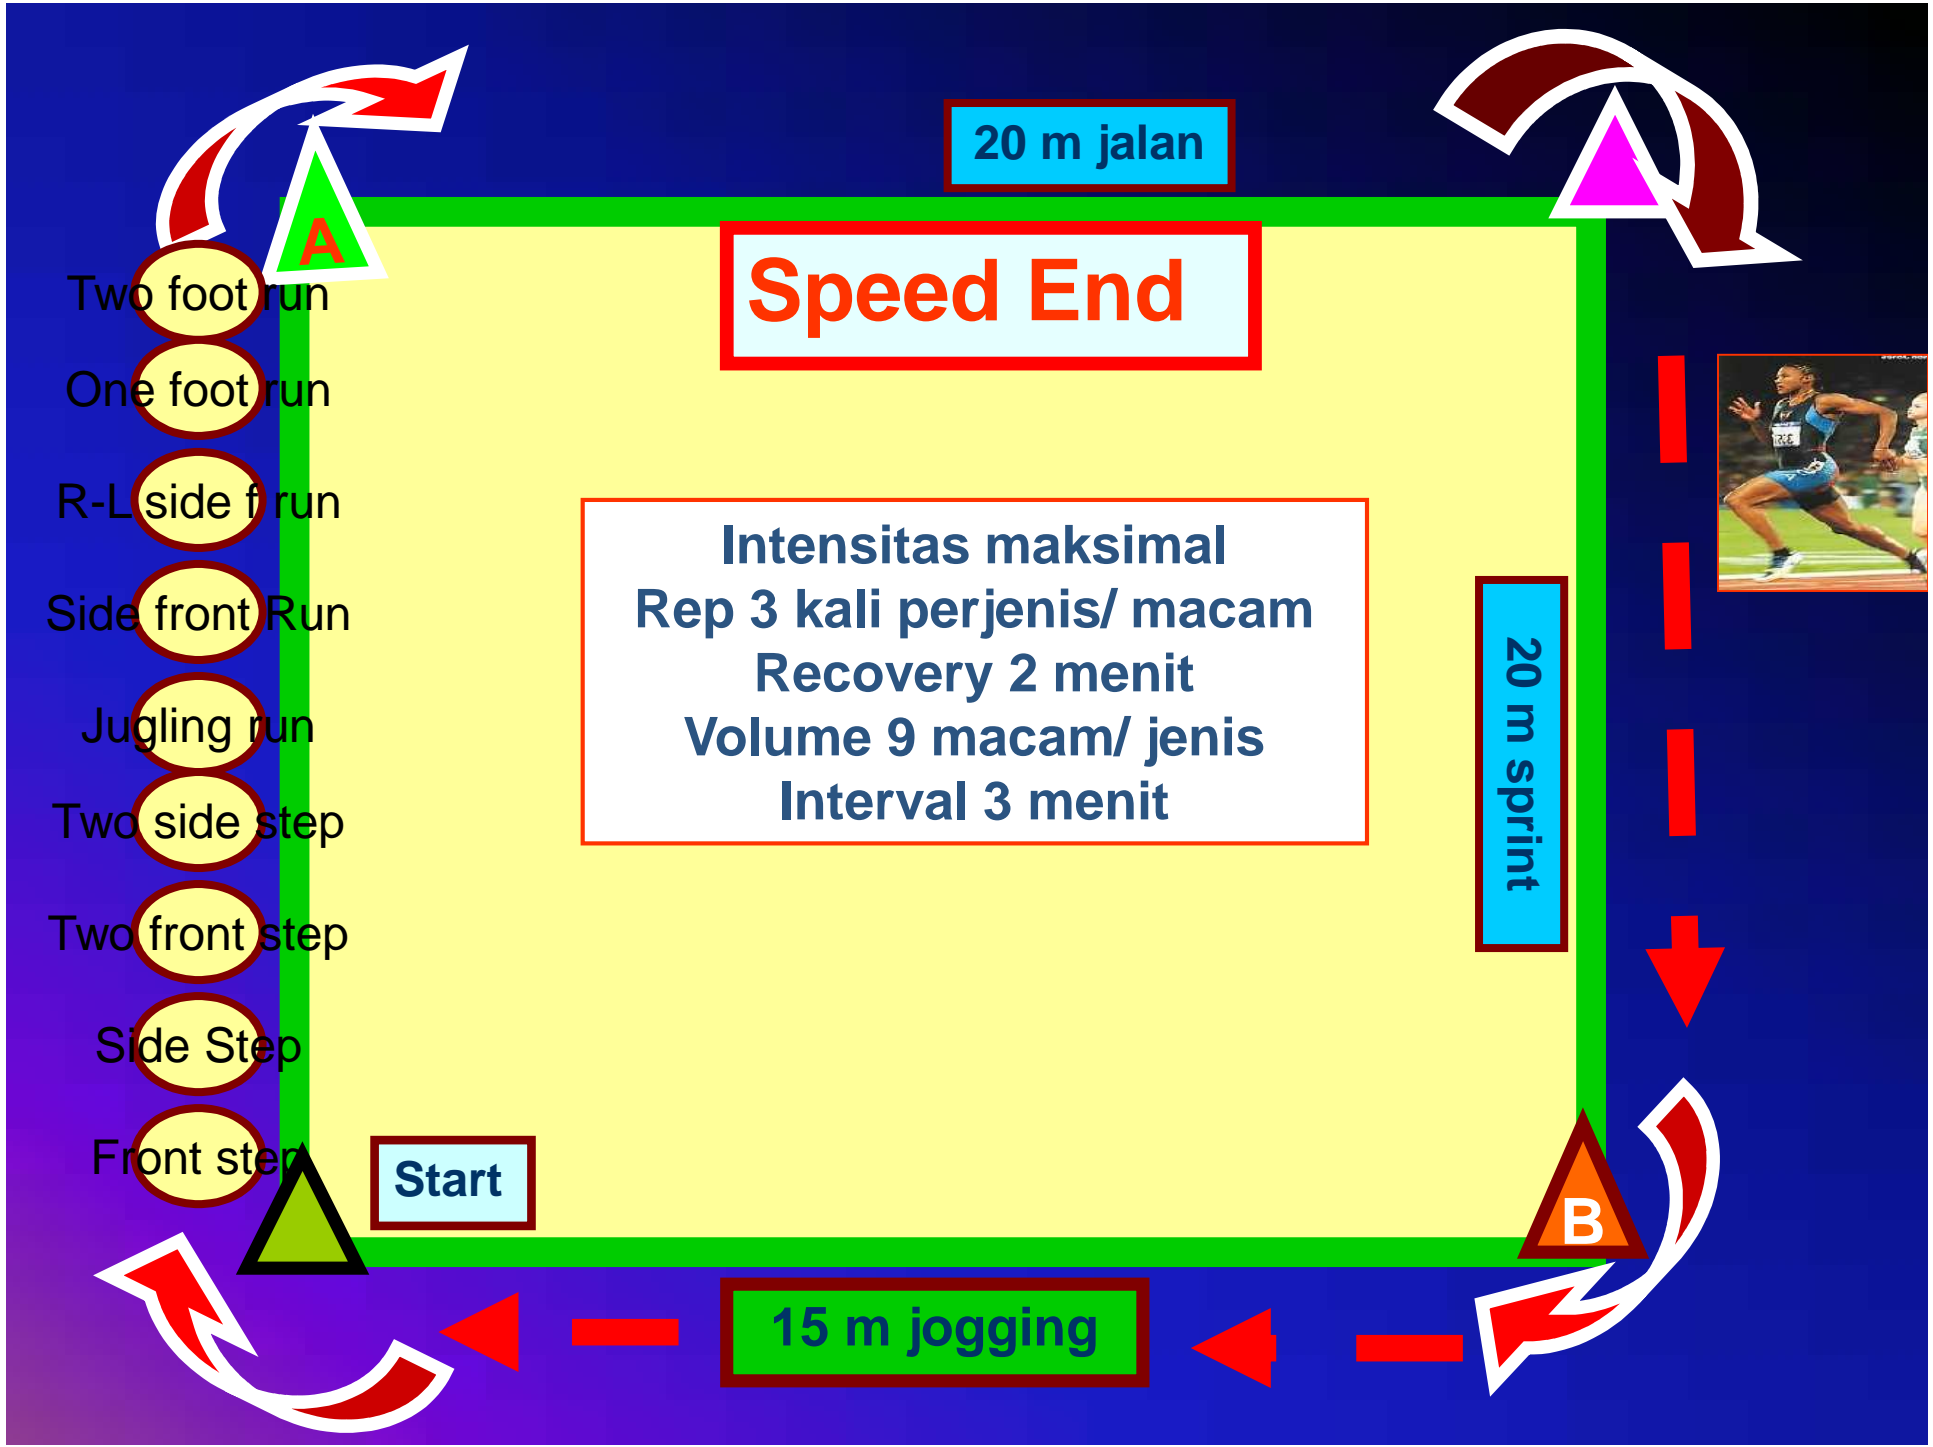 20 m jalan
A
Speed End
Two foot run
One foot run
R-L side f run
Side front Run
Jugling run
Two side step
Two front step
Side Step
Front step
Intensitas maksimal
Rep 3 kali perjenis/ macam
Recovery 2 menit
Volume 9 macam/ jenis
Interval 3 menit
20 m sprint
Start
B
15 m jogging